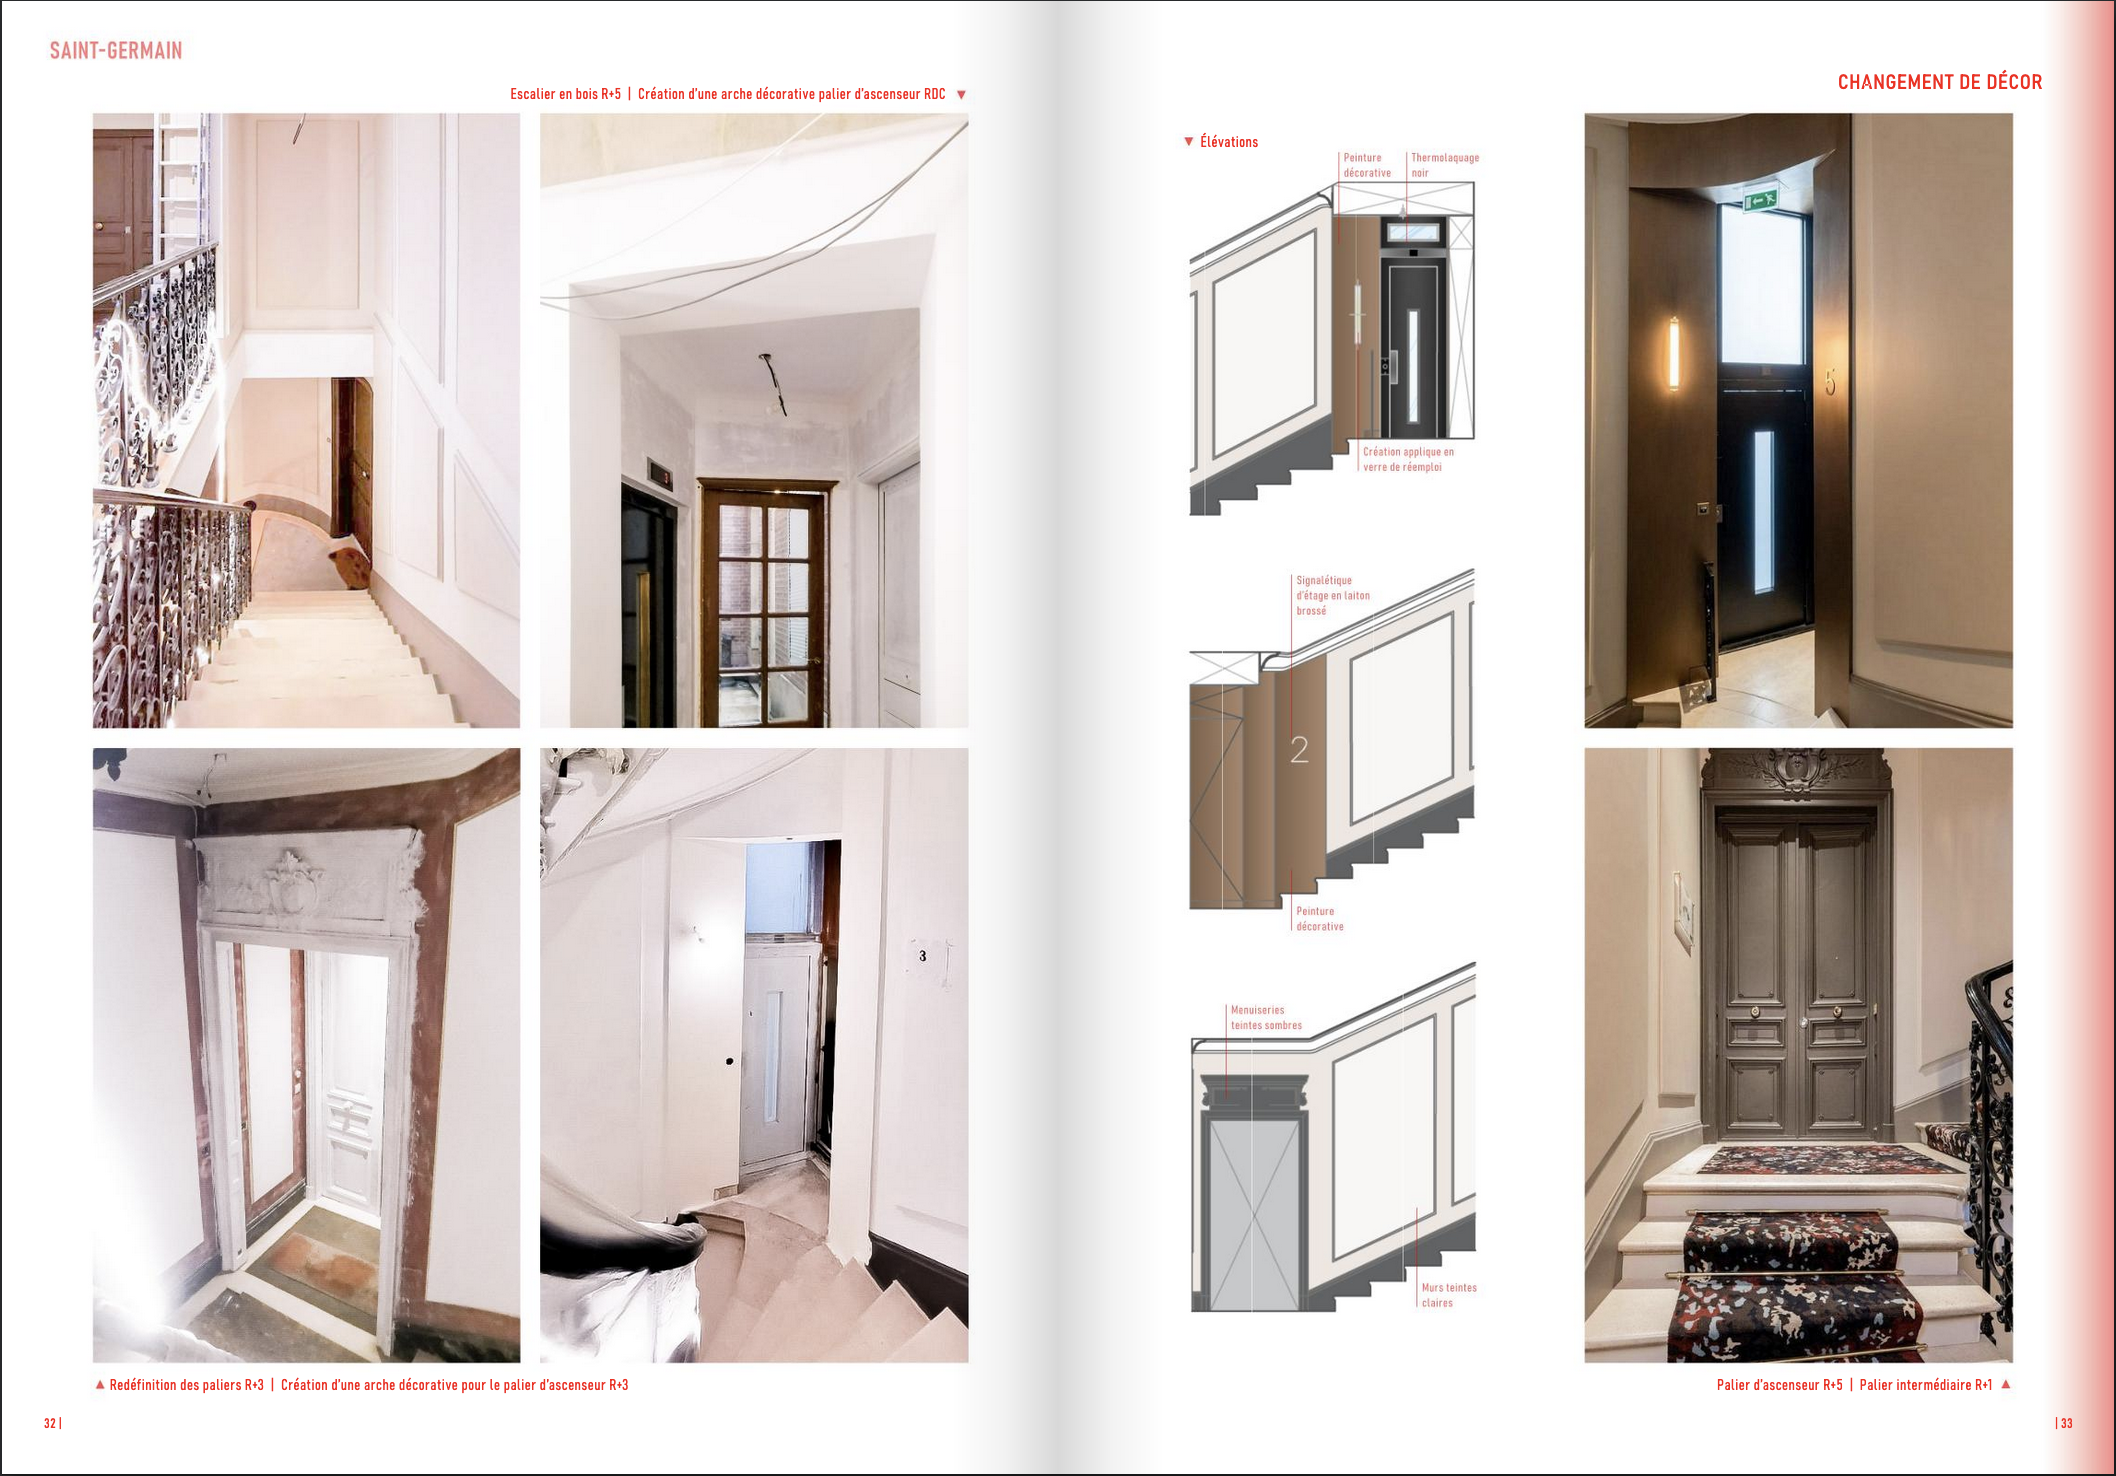 SAINT-GERMAIN
Escalier en bois R+5 | Création d'une arche décorative palier d'ascenseur RDC ▼
3
▲ Redéfinition des paliers R+3 | Création d'une arche décorative pour le palier d'ascenseur R+3
32 |
CHANGEMENT DE DÉCOR
▼ Élévations
Peinture
décorative
Thermolaquage
noir
Création applique en
verre de réemploi
Signalétique
d'étage en laiton
brossé
2
Peinture
décorative
Menuiseries
teintes sombres
Murs teintes
claires
5
Palier d'ascenseur R+5 | Palier intermédiaire R+1 ▲
| 33